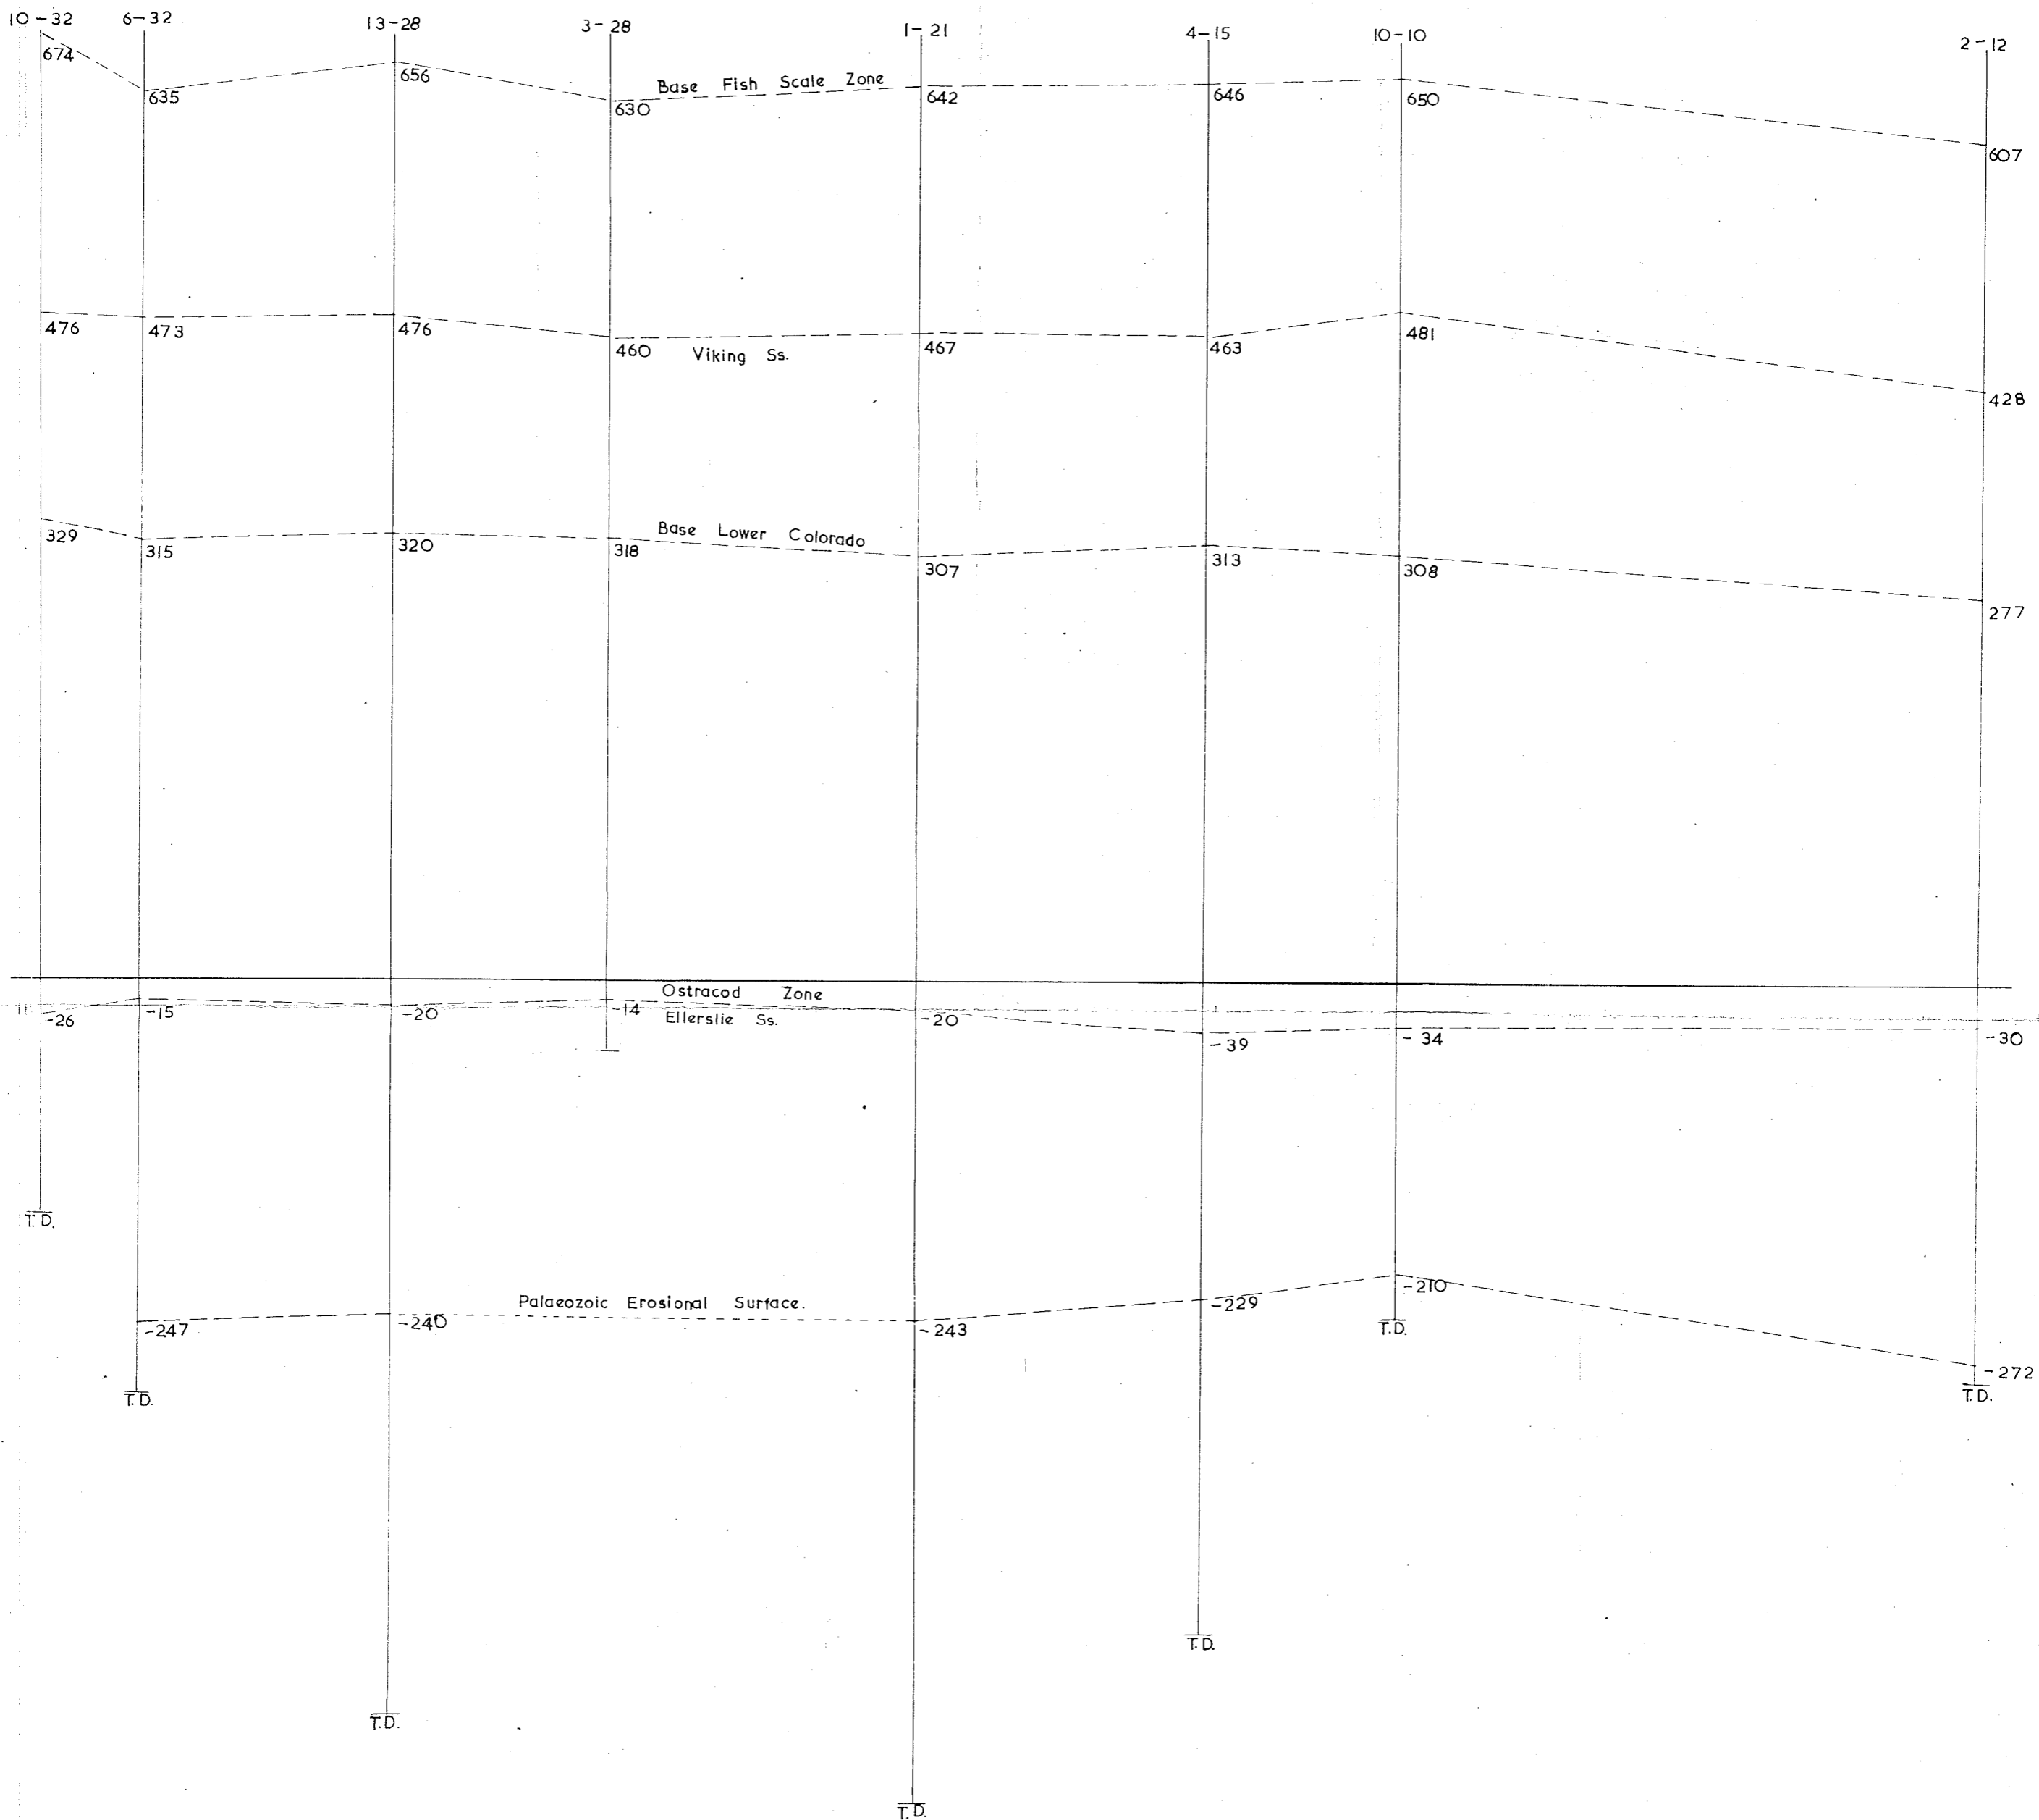 10-32 6-32 13-28 3-28 1-21 4-15 10-10 2-12
674 635 656 630 Base Fish Scale Zone 642 646 650 607
476 473 476 460 Viking Ss. 467 463 481 428
329 315 320 318 Base Lower Colorado 307 313 308 277
Ostracod Zone
-26 -15 -20 -14 Ellerslie Ss. -20 -39 -34 -30
T.D.
-247 -240 Palaeozoic Erosional Surface. -243 -229 -210 -272
T.D.
T.D.
T.D.
T.D.
T.D.
T.D.